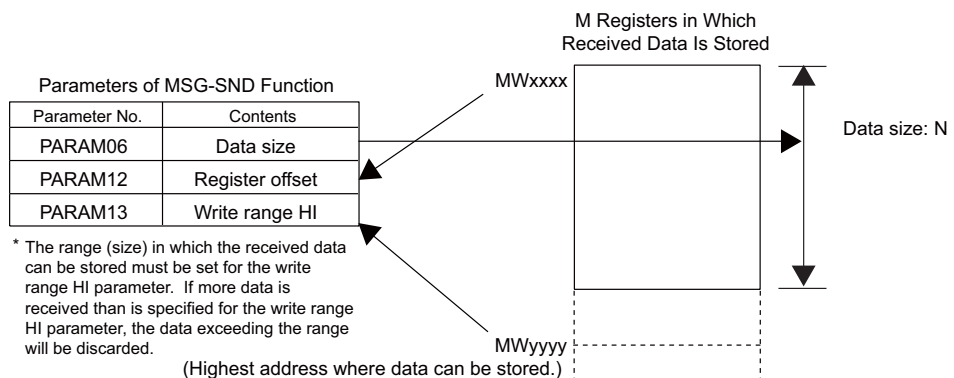 M Registers in Which
Received Data Is Stored
MWxxxx
Parameters of MSG-SND Function
Parameter No. Contents
PARAM06 Data size
PARAM12 Register offset
PARAM13 Write range HI
Data size: N
* The range (size) in which the received data
can be stored must be set for the write
range HI parameter. If more data is
received than is specified for the write range
HI parameter, the data exceeding the range
will be discarded.
MWyyyy
(Highest address where data can be stored.)